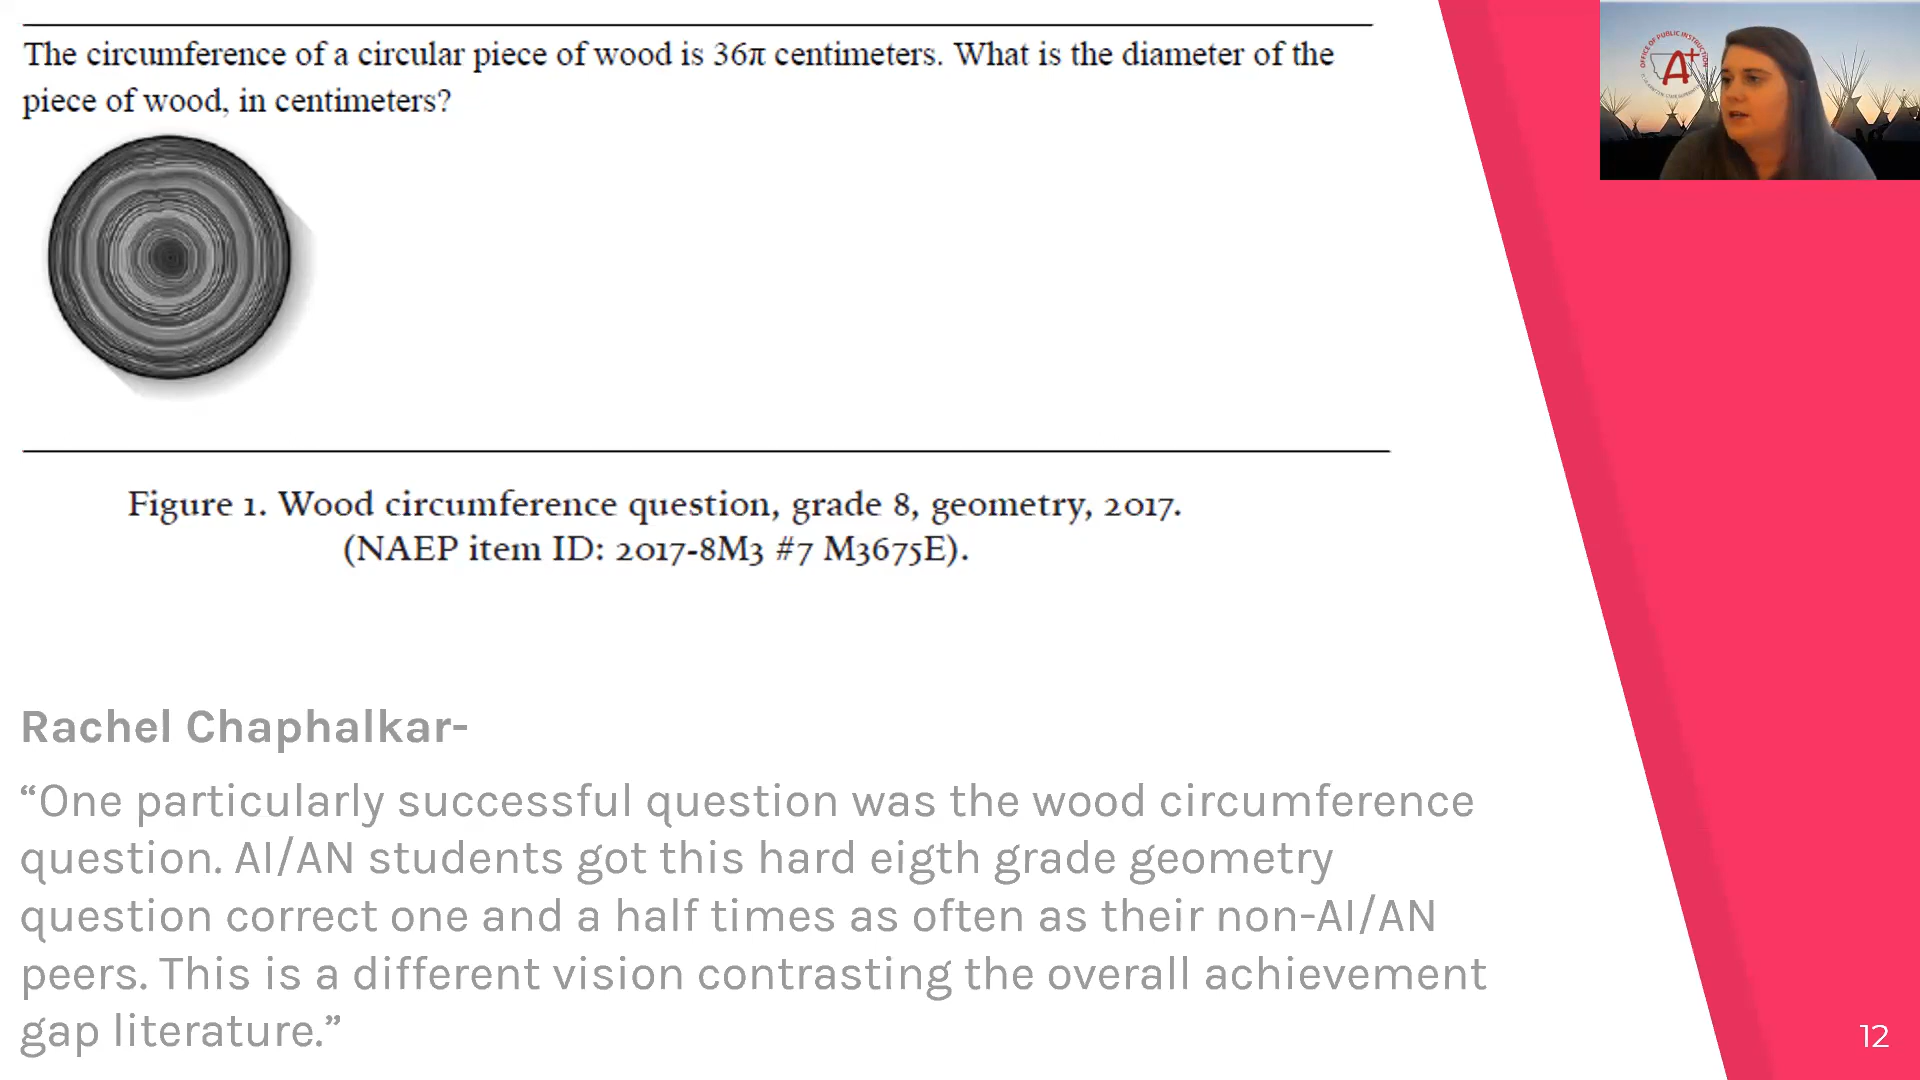 The circumference of a circular piece of wood is 36π centimeters. What is the diameter of the
piece of wood, in centimeters?
OFFICE OF PUBLIC INSTRUCTION
A+
Figure 1. Wood circumference question, grade 8, geometry, 2017.
(NAEP item ID: 2017-8M3 #7 M3675E).
Rachel Chaphalkar-
“One particularly successful question was the wood circumference
question. AI/AN students got this hard eigth grade geometry
question correct one and a half times as often as their non-AI/AN
peers. This is a different vision contrasting the overall achievement
gap literature.”
12